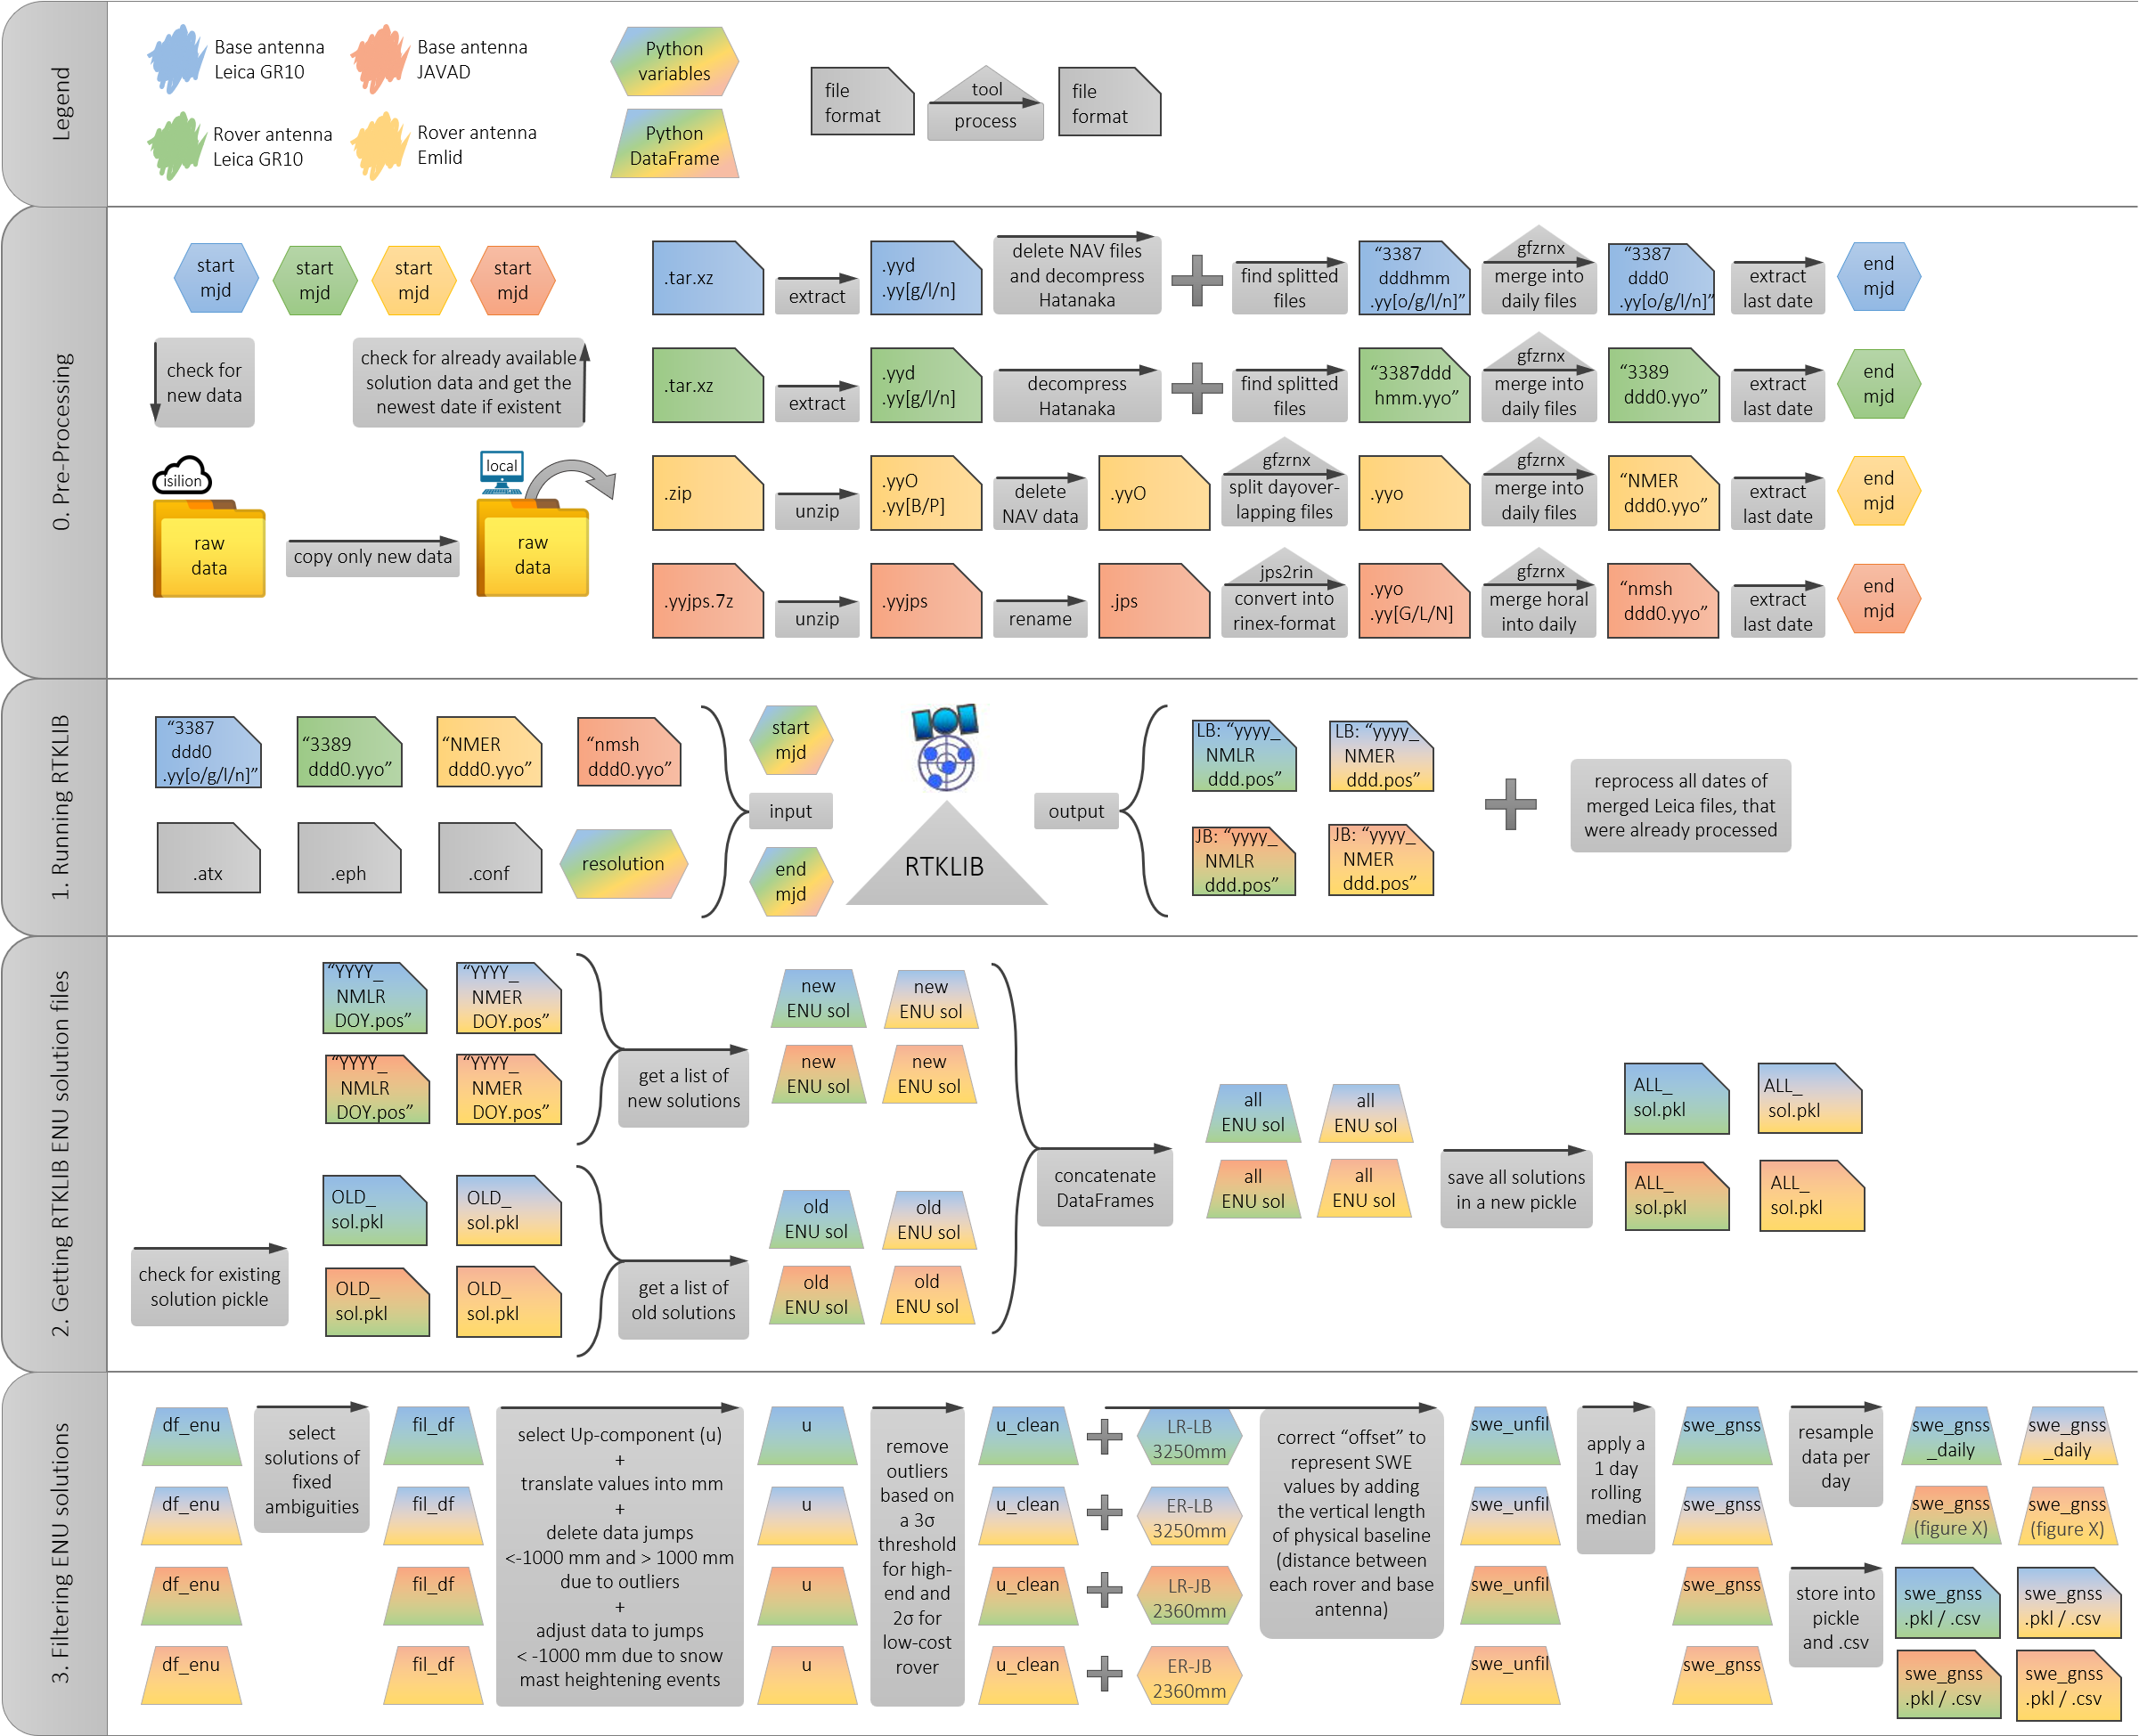 Legend
Base antenna
Leica GR10
Base antenna
JAVAD
Rover antenna
Leica GR10
Rover antenna
Emlid
Python
variables
Python
DataFrame
file
format
tool
process
file
format
0. Pre-Processing
start
mjd
start
mjd
start
mjd
start
mjd
check for
new data
check for already available
solution data and get the
newest date if existent
isilion
local
raw
data
copy only new data
raw
data
.tar.xz
extract
.yyd
.yy[g/l/n]
delete NAV files
and decompress
Hatanaka
find splitted
files
“3387
dddhmm
.yy[o/g/l/n]”
gfzrnx
merge into
daily files
“3387
ddd0
.yy[o/g/l/n]”
extract
last date
end
mjd
.tar.xz
extract
.yyd
.yy[g/l/n]
decompress
Hatanaka
find splitted
files
“3387ddd
hmm.yyo”
gfzrnx
merge into
daily files
“3389
ddd0.yyo”
extract
last date
end
mjd
.zip
unzip
.yyO
.yy[B/P]
delete
NAV data
.yyO
gfzrnx
split dayover-
lapping files
.yyo
gfzrnx
merge into
daily files
“NMER
ddd0.yyo”
extract
last date
end
mjd
.yyjps.7z
unzip
.yyjps
rename
.jps
jps2rin
convert into
rinex-format
.yyo
.yy[G/L/N]
gfzrnx
merge horal
into daily
“nmsh
ddd0.yyo”
extract
last date
end
mjd
1. Running RTKLIB
“3387
ddd0
.yy[o/g/l/n]”
“3389
ddd0.yyo”
“NMER
ddd0.yyo”
“nmsh
ddd0.yyo”
.atx
.eph
.conf
resolution
start
mjd
input
end
mjd
RTKLIB
output
LB: “yyyy_
NMLR
ddd.pos”
LB: “yyyy_
NMER
ddd.pos”
JB: “yyyy_
NMLR
ddd.pos”
JB: “yyyy_
NMER
ddd.pos”
reprocess all dates of
merged Leica files, that
were already processed
2. Getting RTKLIB ENU solution files
“YYYY_
NMLR
DOY.pos”
“YYYY_
NMER
DOY.pos”
“YYYY_
NMLR
DOY.pos”
“YYYY_
NMER
DOY.pos”
get a list of
new solutions
new
ENU sol
new
ENU sol
new
ENU sol
new
ENU sol
check for existing
solution pickle
OLD_
sol.pkl
OLD_
sol.pkl
OLD_
sol.pkl
OLD_
sol.pkl
get a list of
old solutions
old
ENU sol
old
ENU sol
old
ENU sol
old
ENU sol
concatenate
DataFrames
all
ENU sol
all
ENU sol
all
ENU sol
all
ENU sol
save all solutions
in a new pickle
ALL_
sol.pkl
ALL_
sol.pkl
ALL_
sol.pkl
ALL_
sol.pkl
3. Filtering ENU solutions
df_enu
df_enu
df_enu
df_enu
select
solutions of
fixed
ambiguities
fil_df
fil_df
fil_df
fil_df
select Up-component (u)
+
translate values into mm
+
delete data jumps
<-1000 mm and > 1000 mm
due to outliers
+
adjust data to jumps
< -1000 mm due to snow
mast heightening events
u
u
u
u
remove
outliers
based on
a 3σ
threshold
for high-
end and
2σ for
low-cost
rover
u_clean
u_clean
u_clean
u_clean
LR-LB
3250mm
ER-LB
3250mm
LR-JB
2360mm
ER-JB
2360mm
correct “offset” to
represent SWE
values by adding
the vertical length
of physical baseline
(distance between
each rover and base
antenna)
swe_unfil
swe_unfil
swe_unfil
swe_unfil
apply a
1 day
rolling
median
swe_gnss
swe_gnss
swe_gnss
swe_gnss
resample
data per
day
swe_gnss
_daily
swe_gnss
_daily
swe_gnss
(figure X)
swe_gnss
(figure X)
store into
pickle
and .csv
swe_gnss
.pkl / .csv
swe_gnss
.pkl / .csv
swe_gnss
.pkl / .csv
swe_gnss
.pkl / .csv